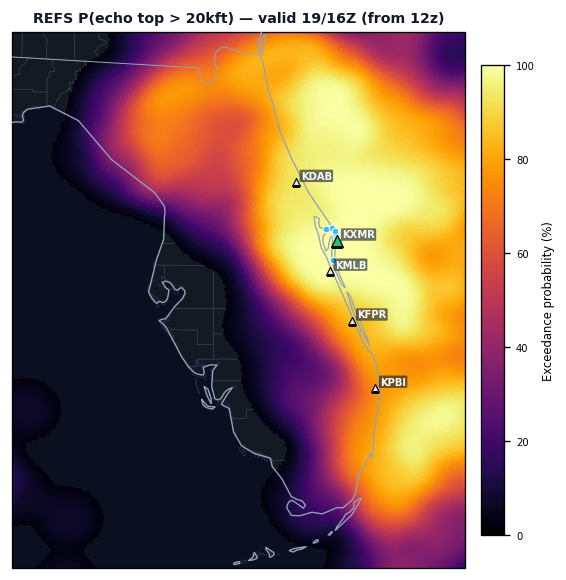 REFS P(echo top > 20kft) — valid 19/16Z (from 12z)
KDAB
KXMR
KMLB
KFPR
KPBI
100
80
60
40
20
0
Exceedance probability (%)